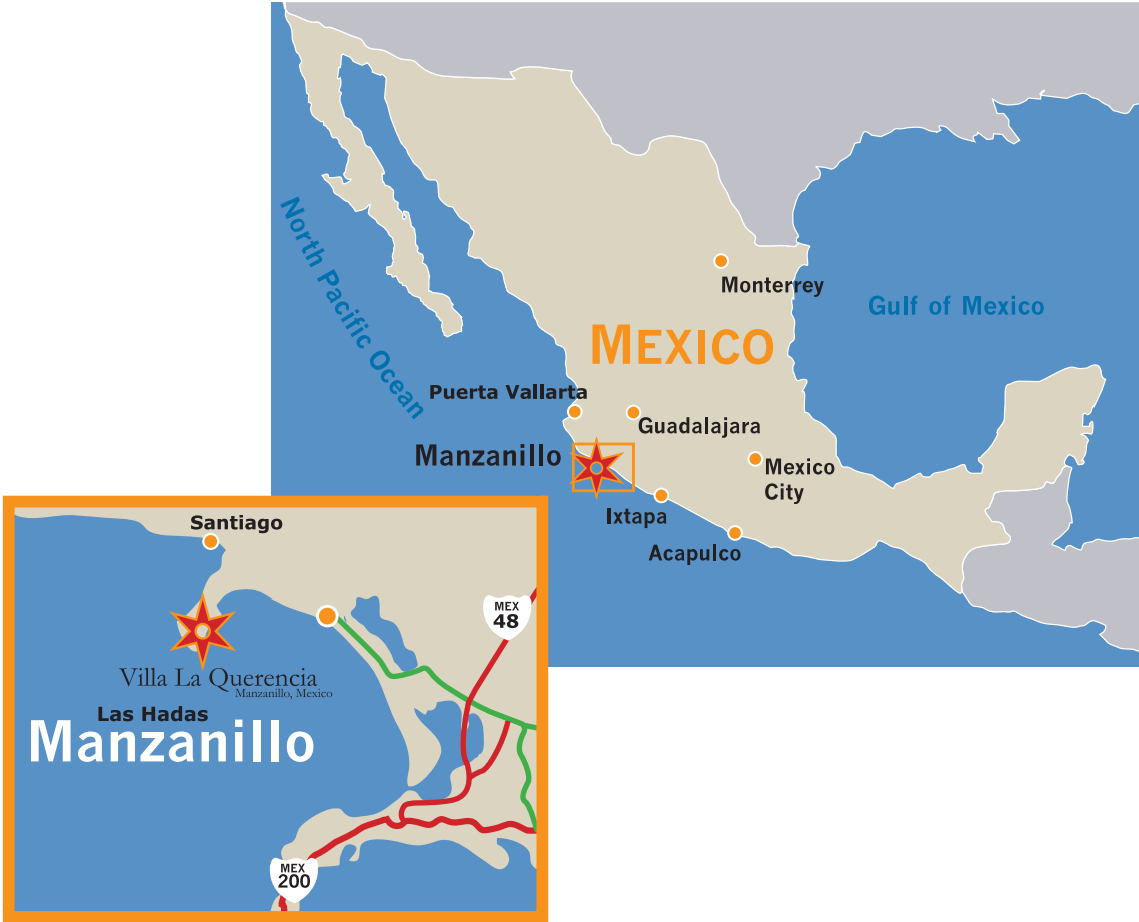 North Pacific Ocean
Monterrey
Gulf of Mexico
MEXICO
Puerta Vallarta
Guadalajara
Manzanillo
Mexico
City
Ixtapa
Acapulco
Santiago
MEX
48
Villa La Querencia
Manzanillo, Mexico
Las Hadas
Manzanillo
MEX
200